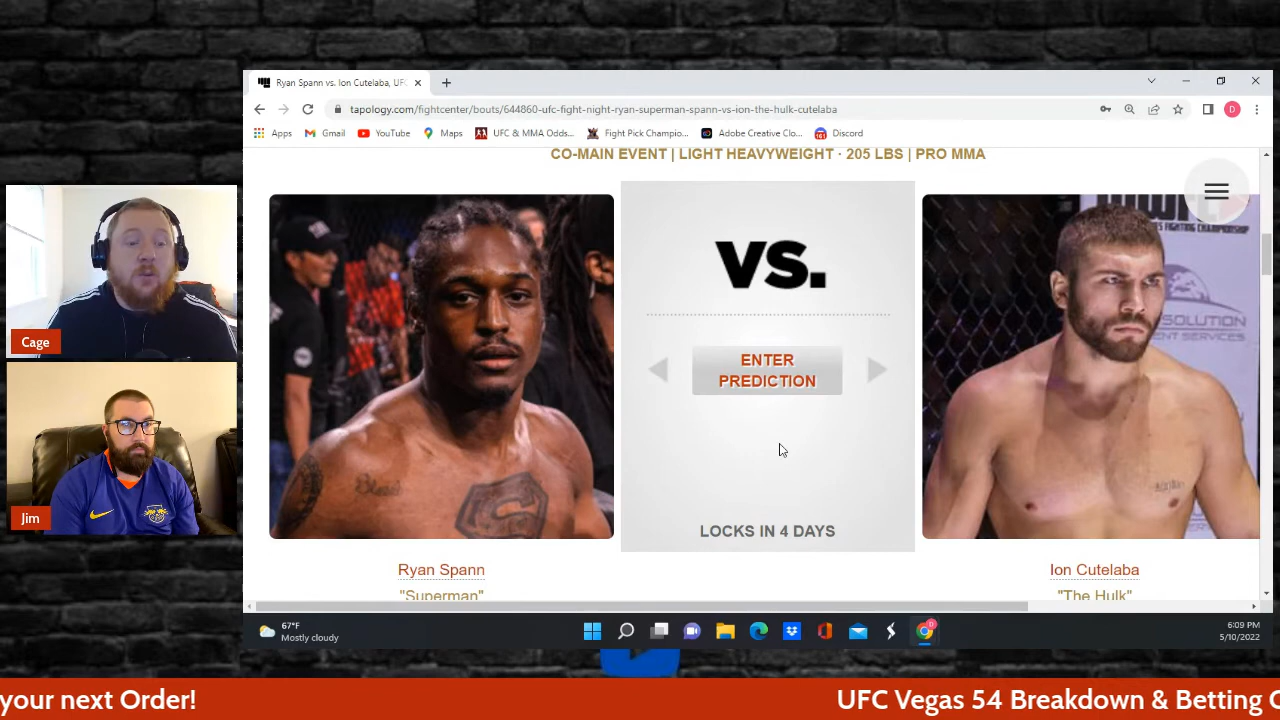 Ryan Spann vs. Ion Cutelaba, UFC
tapology.com/fightcenter/bouts/644860-ufc-fight-night-ryan-superman-spann-vs-ion-the-hulk-cutelaba
D
Apps Gmail YouTube Maps UFC & MMA Odds... Fight Pick Champio... Adobe Creative Clo... Discord
CO-MAIN EVENT | LIGHT HEAVYWEIGHT · 205 LBS | PRO MMA
VS.
ENTER
PREDICTION
LOCKS IN 4 DAYS
SOLUTION
Cage
Jim
Ryan Spann
"Superman"
Ion Cutelaba
"The Hulk"
67°F
Mostly cloudy
6:09 PM
5/10/2022
your next Order!
UFC Vegas 54 Breakdown & Betting